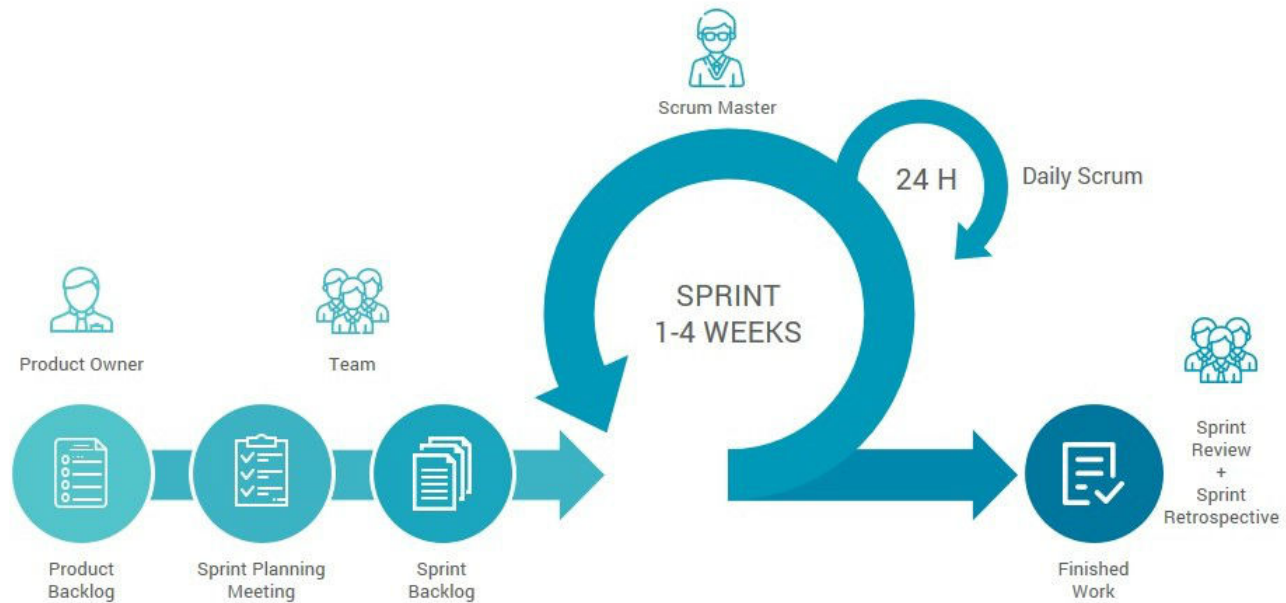 Scrum Master
24 H
Daily Scrum
SPRINT
1-4 WEEKS
Product Owner
Team
Product
Backlog
Sprint Planning
Meeting
Sprint
Backlog
Finished
Work
Sprint
Review
+
Sprint
Retrospective